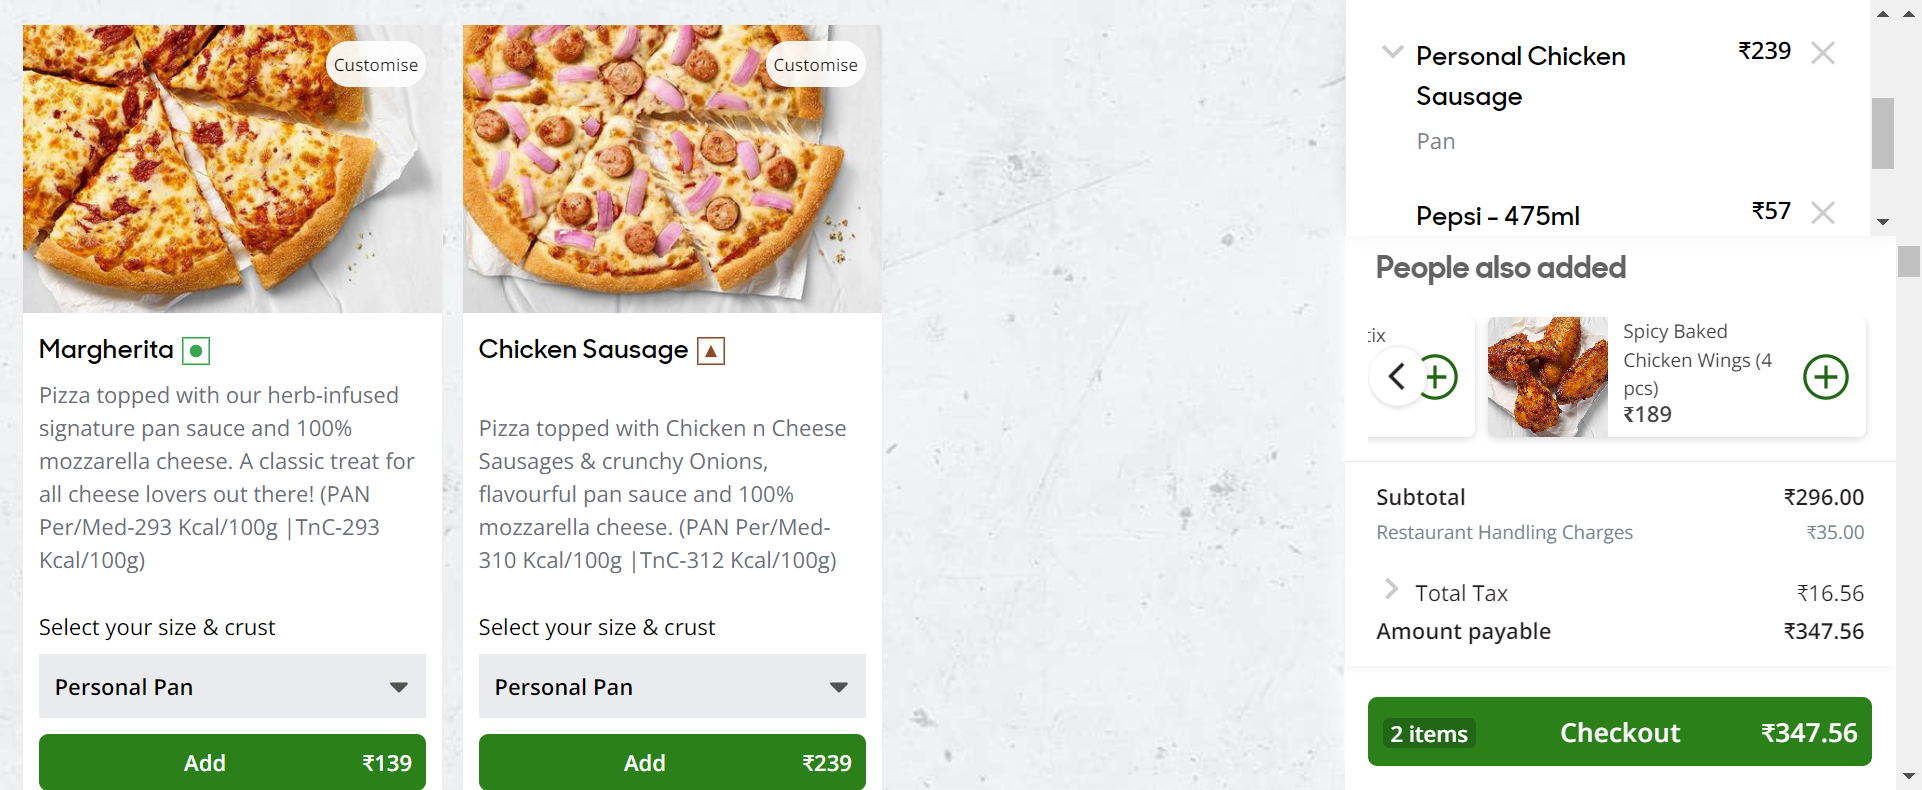 Customise
Margherita
Pizza topped with our herb-infused
signature pan sauce and 100%
mozzarella cheese. A classic treat for
all cheese lovers out there! (PAN
Per/Med-293 Kcal/100g |TnC-293
Kcal/100g)
Select your size & crust
Personal Pan
Add ₹139
Customise
Chicken Sausage
Pizza topped with Chicken n Cheese
Sausages & crunchy Onions,
flavourful pan sauce and 100%
mozzarella cheese. (PAN Per/Med-
310 Kcal/100g |TnC-312 Kcal/100g)
Select your size & crust
Personal Pan
Add ₹239
Personal Chicken ₹239
Sausage
Pan
Pepsi - 475ml ₹57
People also added
Spicy Baked
Chicken Wings (4
pcs)
₹189
Subtotal ₹296.00
Restaurant Handling Charges ₹35.00
Total Tax ₹16.56
Amount payable ₹347.56
2 items Checkout ₹347.56